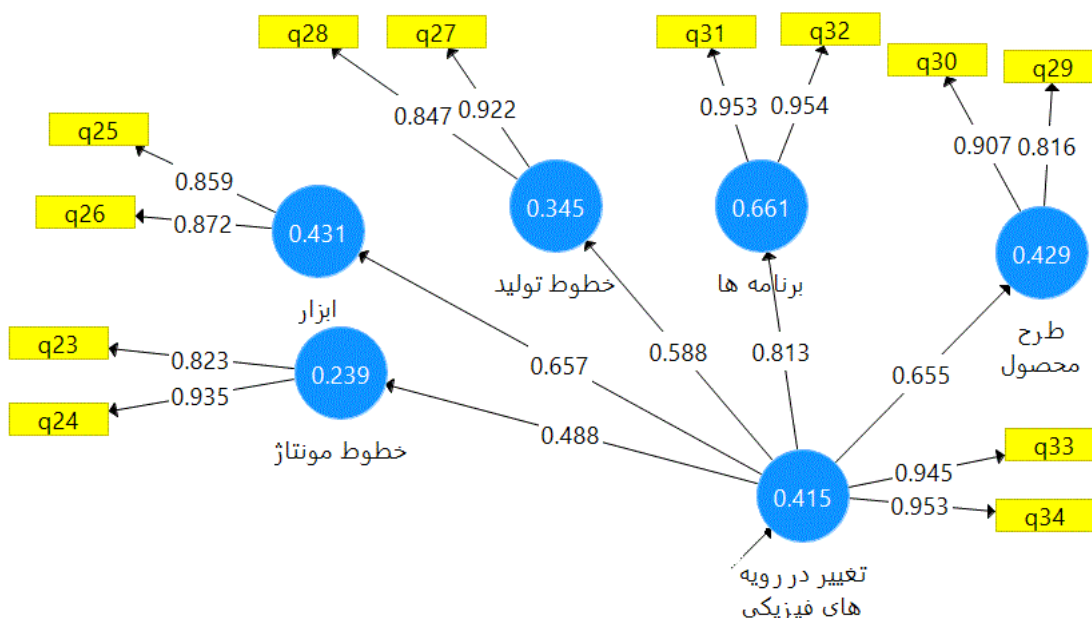 q28
q27
q31
q32
q30
q29
0.847
0.922
0.953
0.954
0.907
0.816
q25
q26
0.859
0.872
0.431
0.345
0.661
0.429
ابزار
خطوط تولید
برنامه ها
طرح
محصول
q23
q24
0.823
0.935
0.239
خطوط مونتاژ
0.657
0.588
0.813
0.655
0.488
0.415
0.945
0.953
q33
q34
تغییر در رویه
های فیزیکی